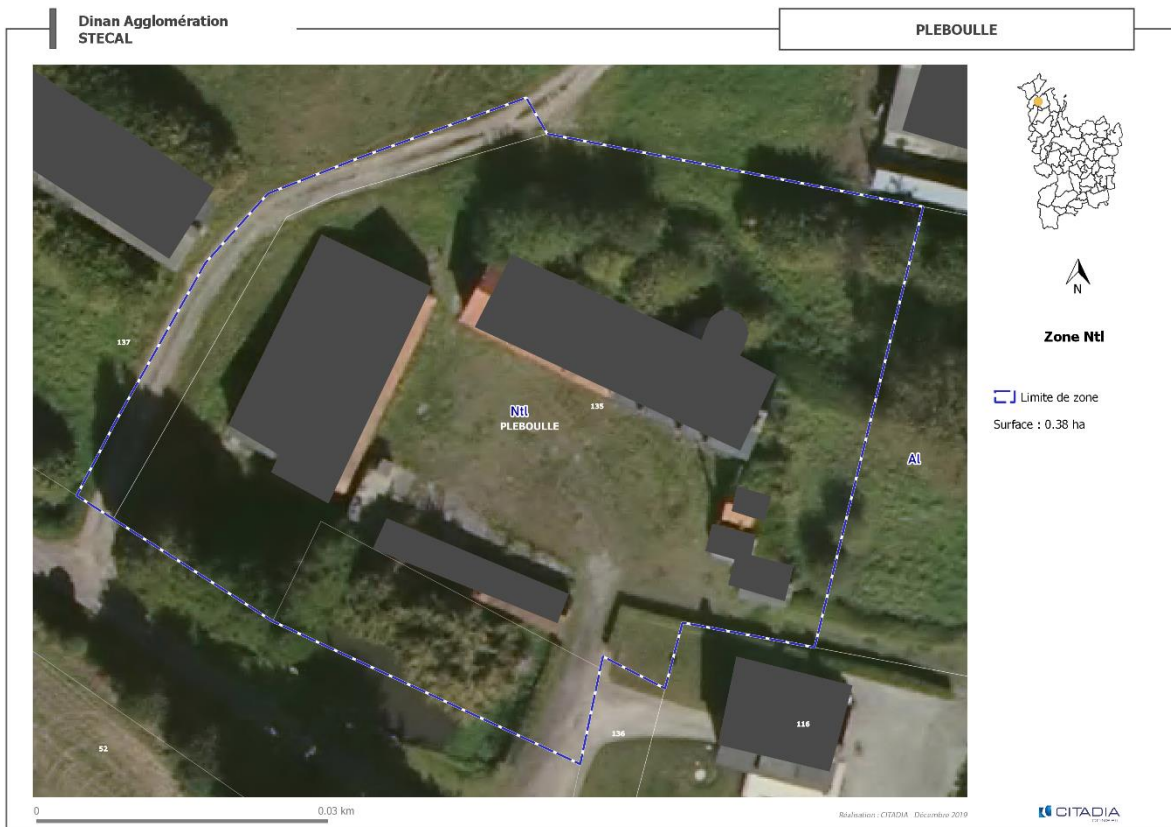 Dinan Agglomération
STECAL
PLEBOULLE
N
Zone Ntl
137
Ntl
135
PLEBOULLE
Limite de zone
Surface : 0.38 ha
Al
116
136
52
0
0.03 km
Réalisation : CITADIA Décembre 2019
CITADIA